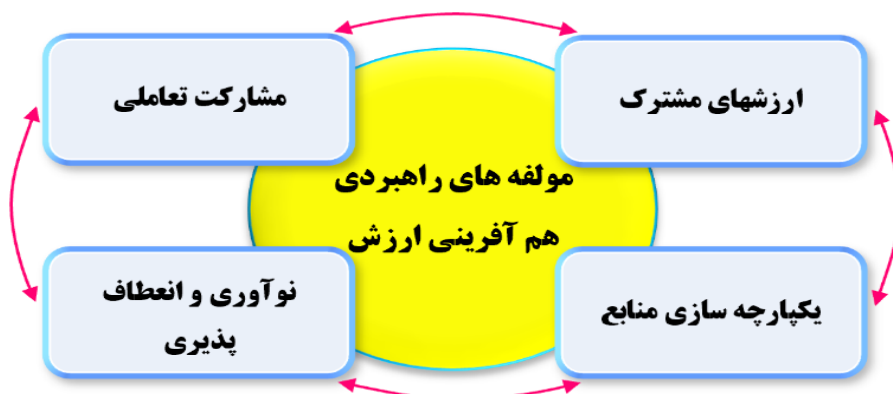 ارزشهای مشترک
مشارکت تعاملی
مولفه های راهبردی
هم آفرینی ارزش
یکپارچه سازی منابع
نوآوری و انعطاف
پذیری